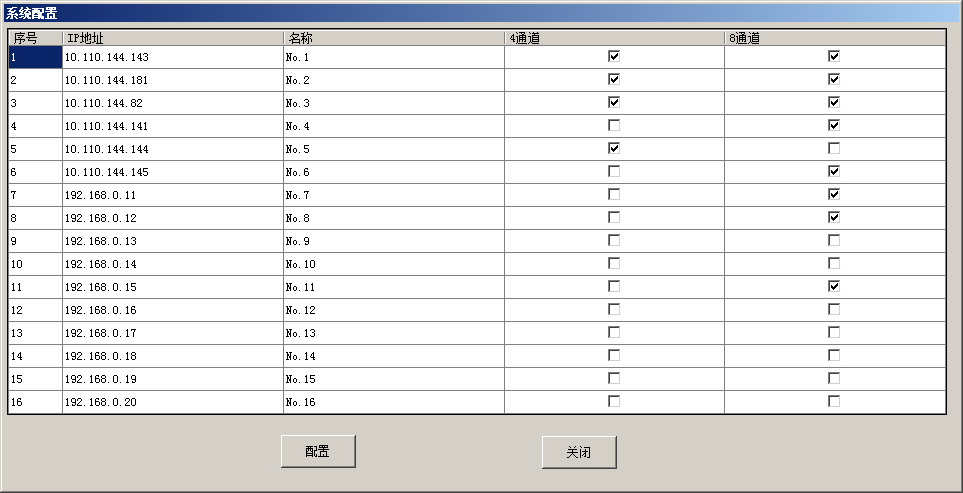 系统配置
序号 IP地址 名称 4通道 8通道
1 10.110.144.143 No.1
2 10.110.144.181 No.2
3 10.110.144.82 No.3
4 10.110.144.141 No.4
5 10.110.144.144 No.5
6 10.110.144.145 No.6
7 192.168.0.11 No.7
8 192.168.0.12 No.8
9 192.168.0.13 No.9
10 192.168.0.14 No.10
11 192.168.0.15 No.11
12 192.168.0.16 No.12
13 192.168.0.17 No.13
14 192.168.0.18 No.14
15 192.168.0.19 No.15
16 192.168.0.20 No.16
配置 关闭